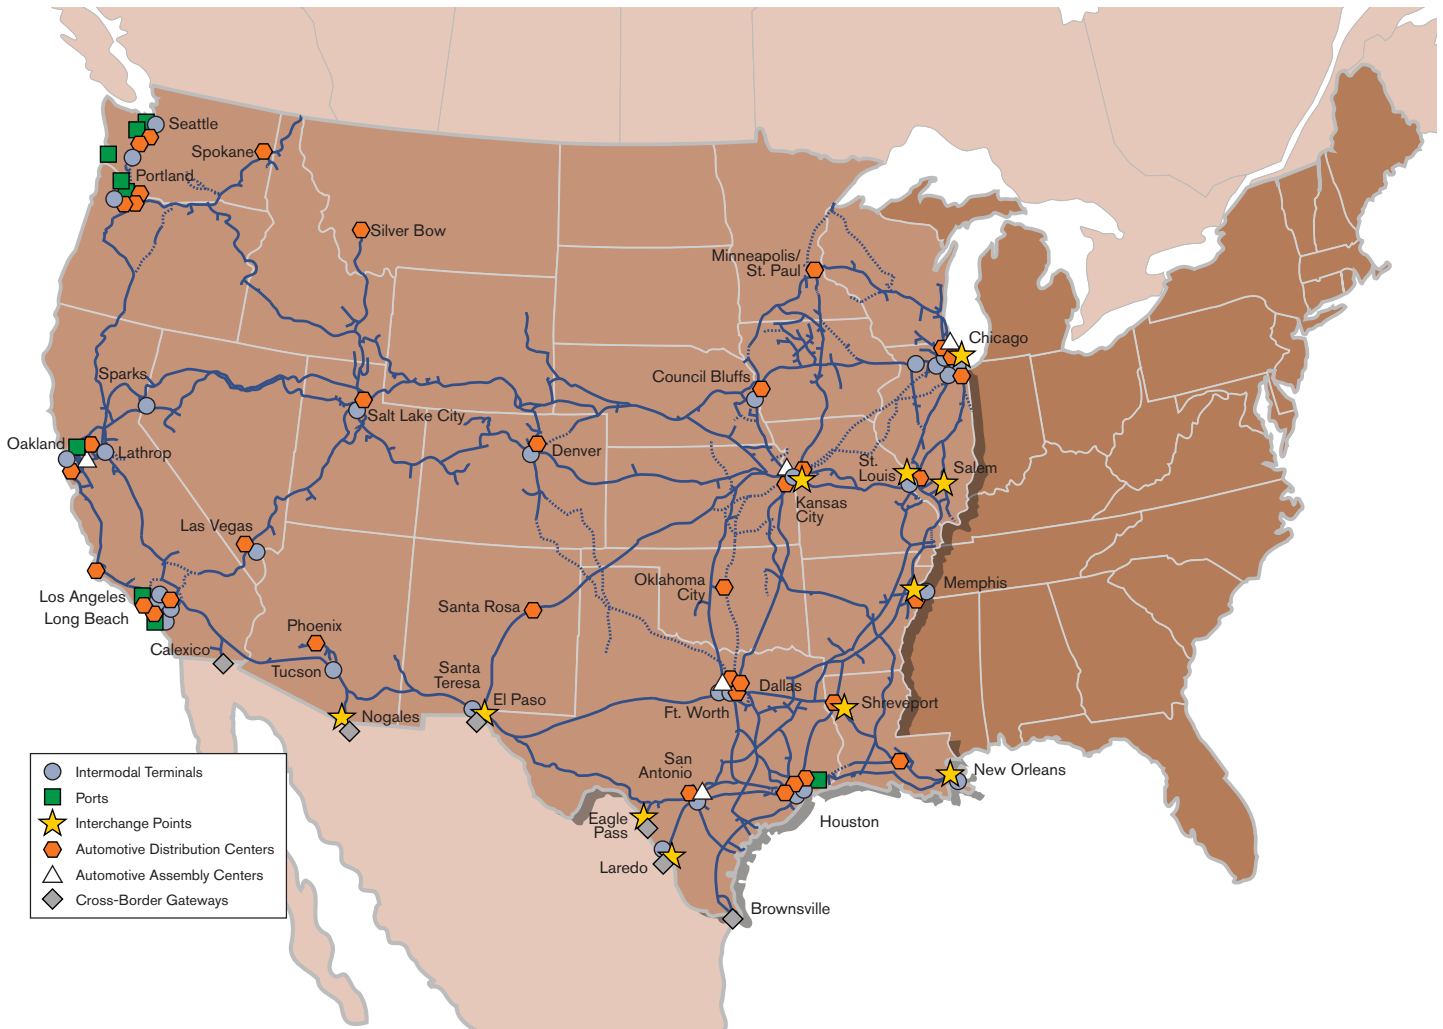 Seattle
Spokane
Portland
Silver Bow
Minneapolis/
St. Paul
Chicago
Sparks
Council Bluffs
Salt Lake City
Oakland
Lathrop
Denver
St.
Louis
Salem
Kansas
City
Las Vegas
Oklahoma
City
Memphis
Los Angeles
Long Beach
Santa Rosa
Phoenix
Calexico
Tucson
Santa
Teresa
El Paso
Dallas
Ft. Worth
Shreveport
Nogales
San
Antonio
New Orleans
Eagle
Pass
Houston
Laredo
Brownsville
Intermodal Terminals
Ports
Interchange Points
Automotive Distribution Centers
Automotive Assembly Centers
Cross-Border Gateways